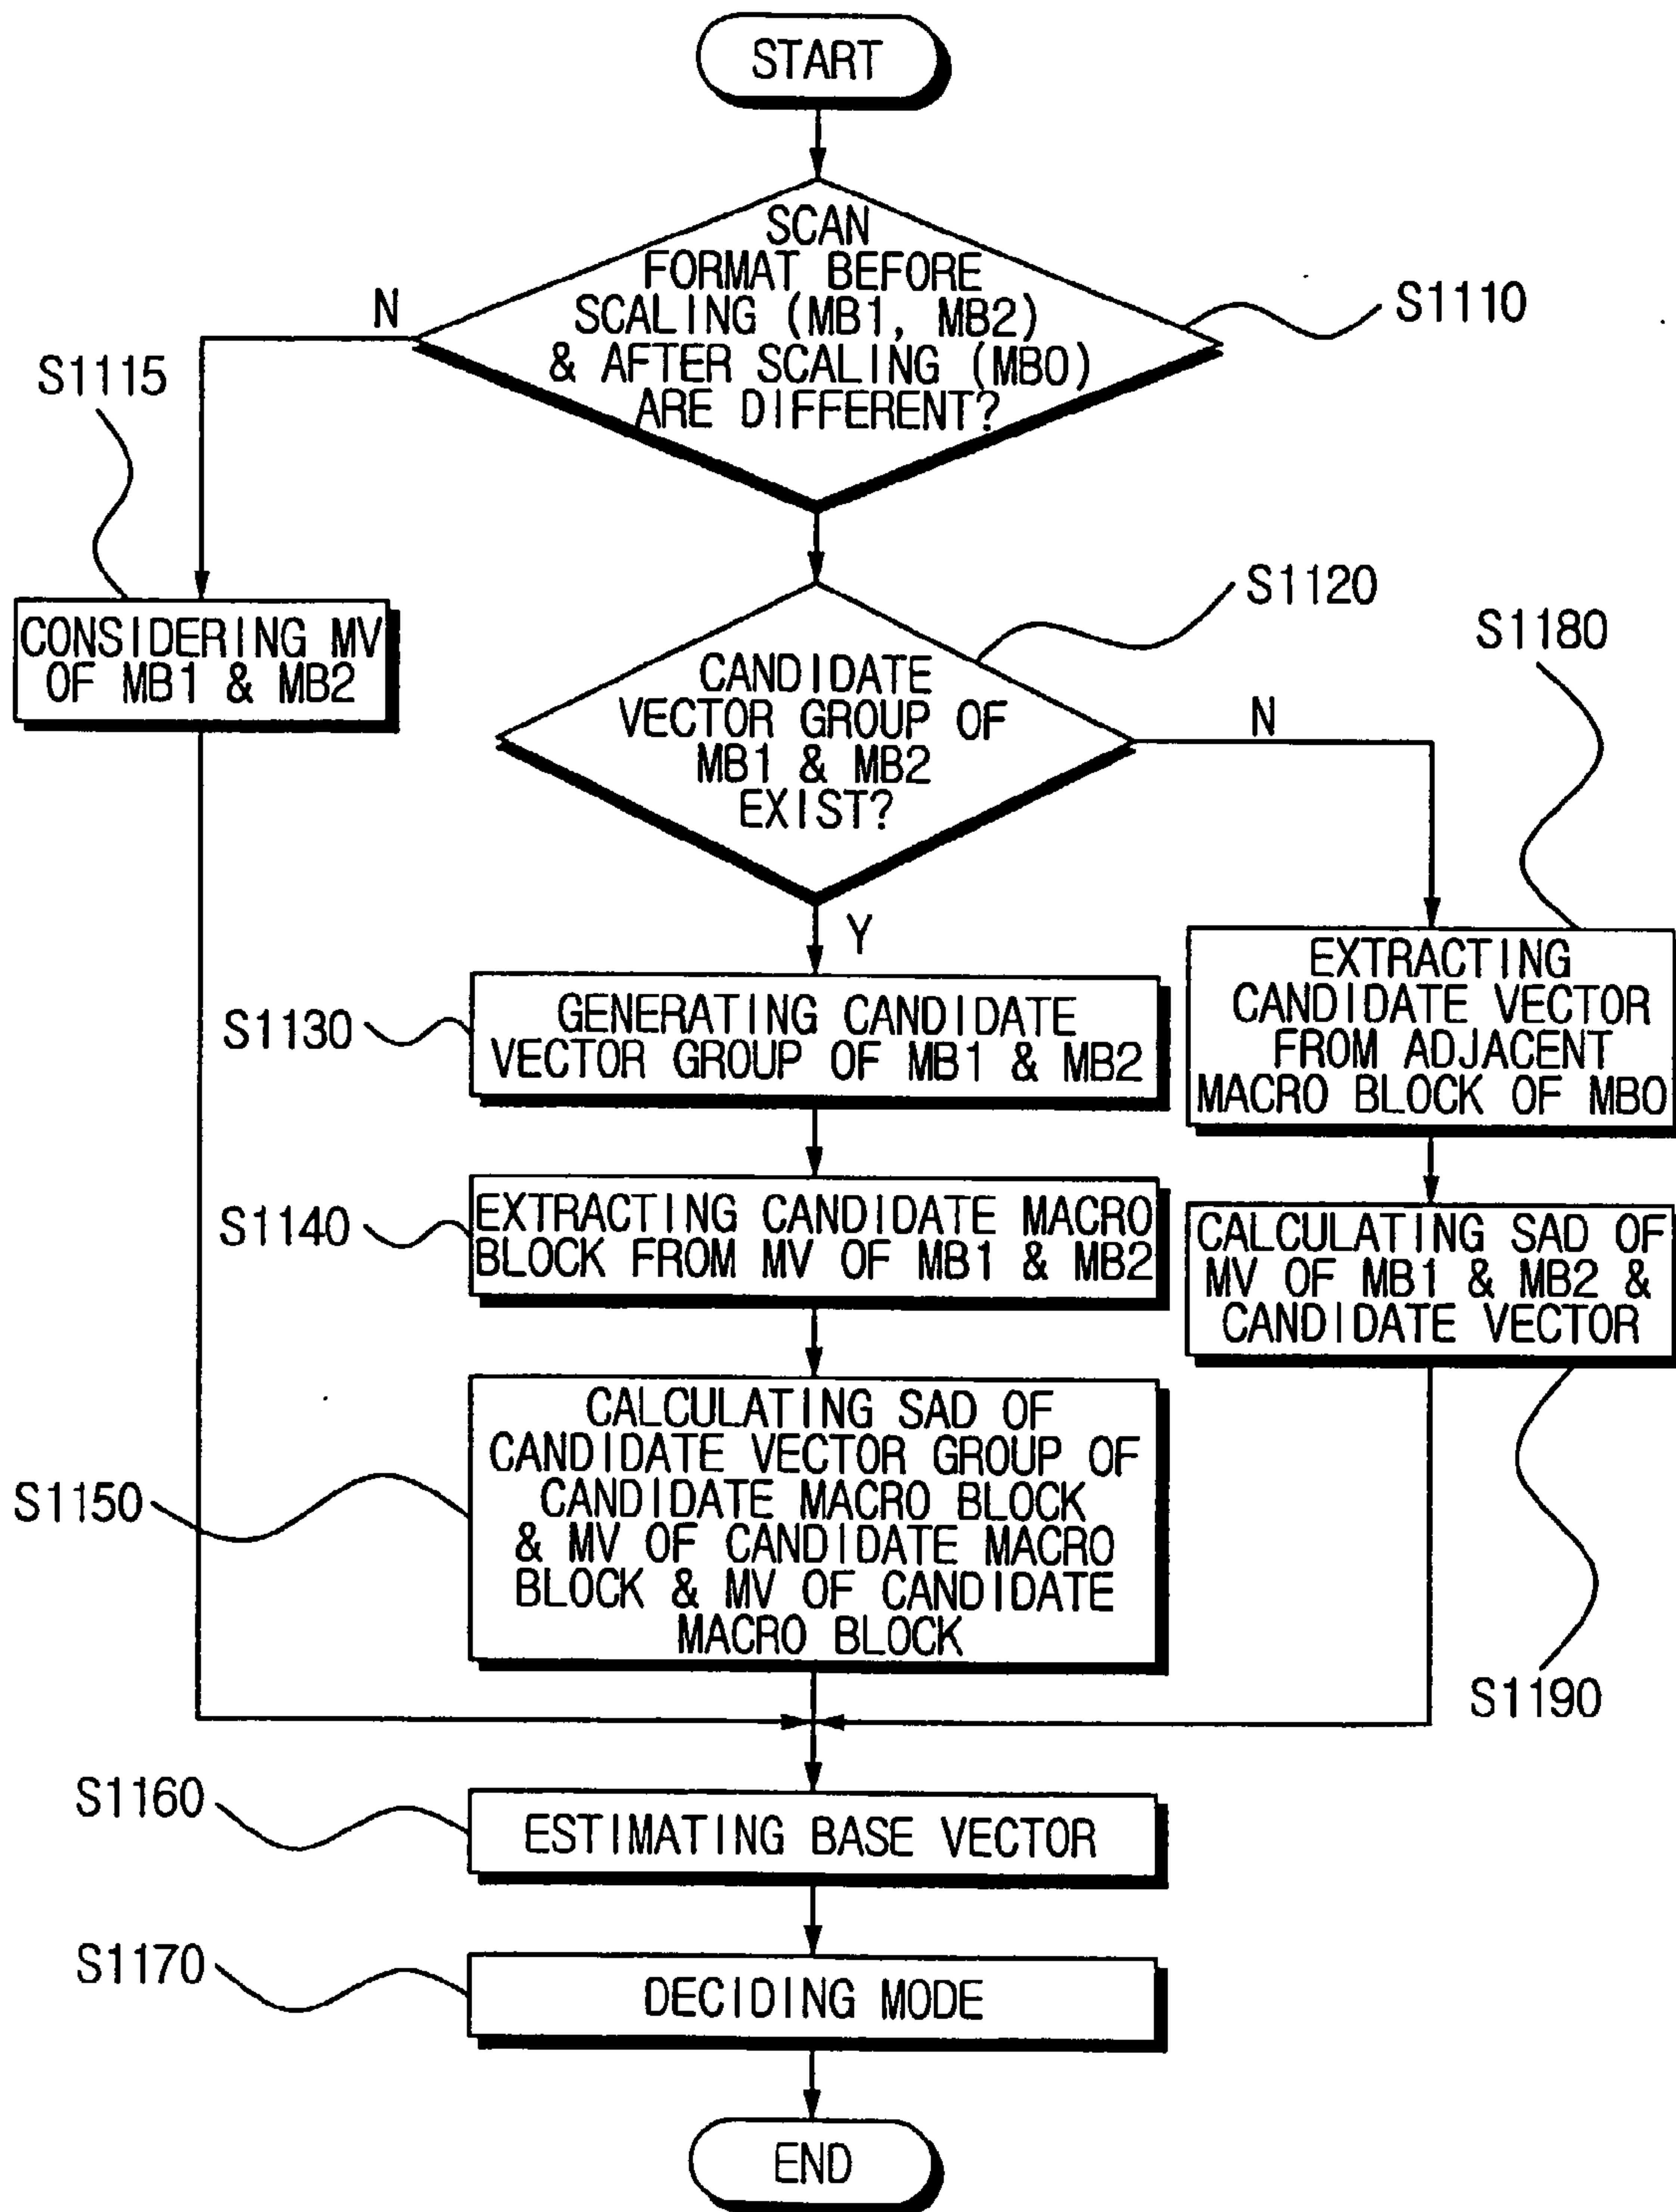 START
SCAN
FORMAT BEFORE
SCALING (MB1, MB2)
& AFTER SCALING (MB0)
ARE DIFFERENT?
N
S1110
S1115
CONSIDERING MV
OF MB1 & MB2
S1120
CANDIDATE
VECTOR GROUP OF
MB1 & MB2
EXIST?
N
S1180
Y
S1130
GENERATING CANDIDATE
VECTOR GROUP OF MB1 & MB2
EXTRACTING
CANDIDATE VECTOR
FROM ADJACENT
MACRO BLOCK OF MB0
S1140
EXTRACTING CANDIDATE MACRO
BLOCK FROM MV OF MB1 & MB2
CALCULATING SAD OF
MV OF MB1 & MB2 &
CANDIDATE VECTOR
S1150
CALCULATING SAD OF
CANDIDATE VECTOR GROUP OF
CANDIDATE MACRO BLOCK
& MV OF CANDIDATE MACRO
BLOCK & MV OF CANDIDATE
MACRO BLOCK
S1190
S1160
ESTIMATING BASE VECTOR
S1170
DECIDING MODE
END